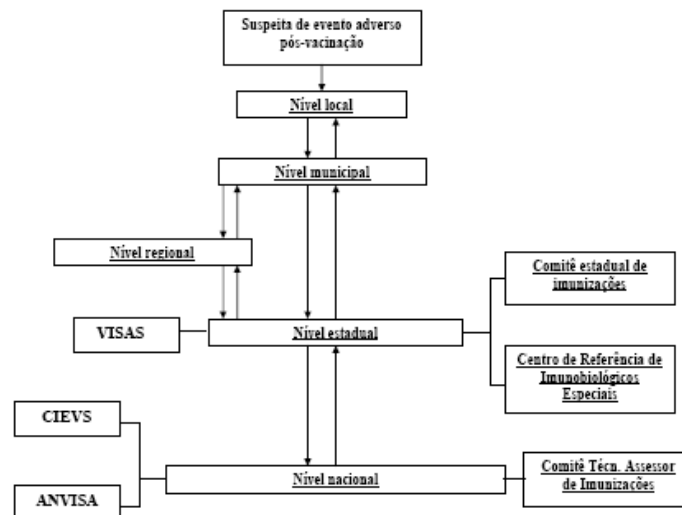 Suspeita de evento adverso
pós-vacinação
Nível local
Nível municipal
Nível regional
Comitê estadual de
imunizações
VISAS
Nível estadual
Centro de Referência de
Imunobiológicos
Especiais
CIEVS
Nível nacional
Comitê Técn. Assessor
de Imunizações
ANVISA